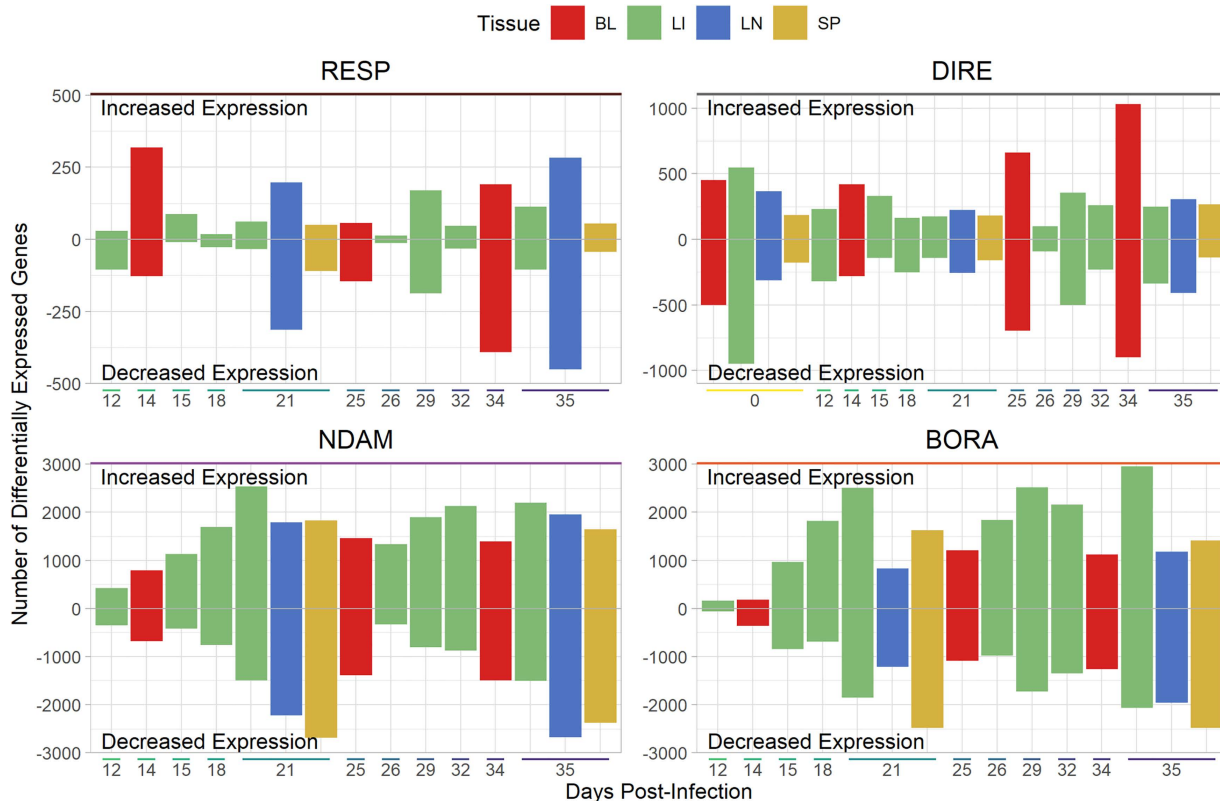 Tissue BL LI LN SP
RESP
DIRE
Number of Differentially Expressed Genes
500
250
0
-250
-500
Increased Expression
Decreased Expression
12 14 15 18 21 25 26 29 32 34 35
1000
500
0
-500
-1000
Increased Expression
Decreased Expression
0 12 14 15 18 21 25 26 29 32 34 35
NDAM
BORA
3000
2000
1000
0
-1000
-2000
-3000
Increased Expression
Decreased Expression
12 14 15 18 21 25 26 29 32 34 35
3000
2000
1000
0
-1000
-2000
-3000
Increased Expression
Decreased Expression
12 14 15 18 21 25 26 29 32 34 35
Days Post-Infection